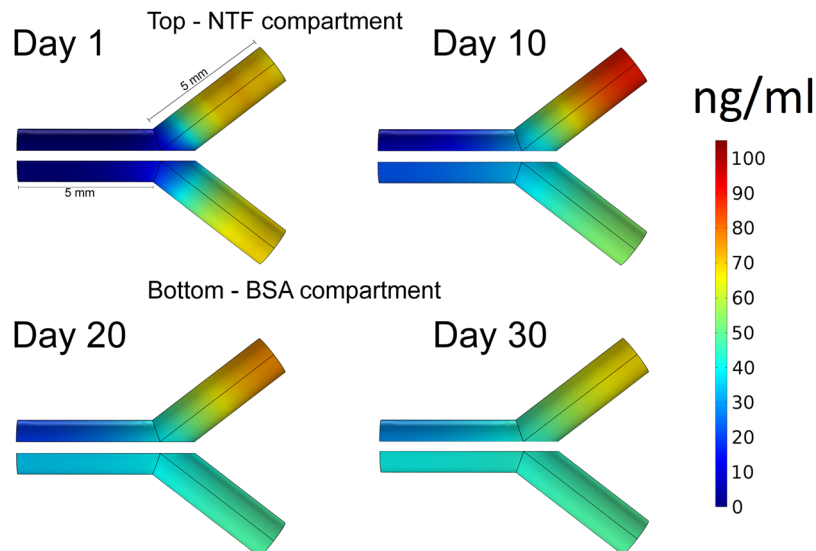 Top - NTF compartment
Day 1
Day 10
5 mm
ng/ml
100
90
80
70
60
50
40
30
20
10
0
5 mm
Bottom - BSA compartment
Day 20
Day 30